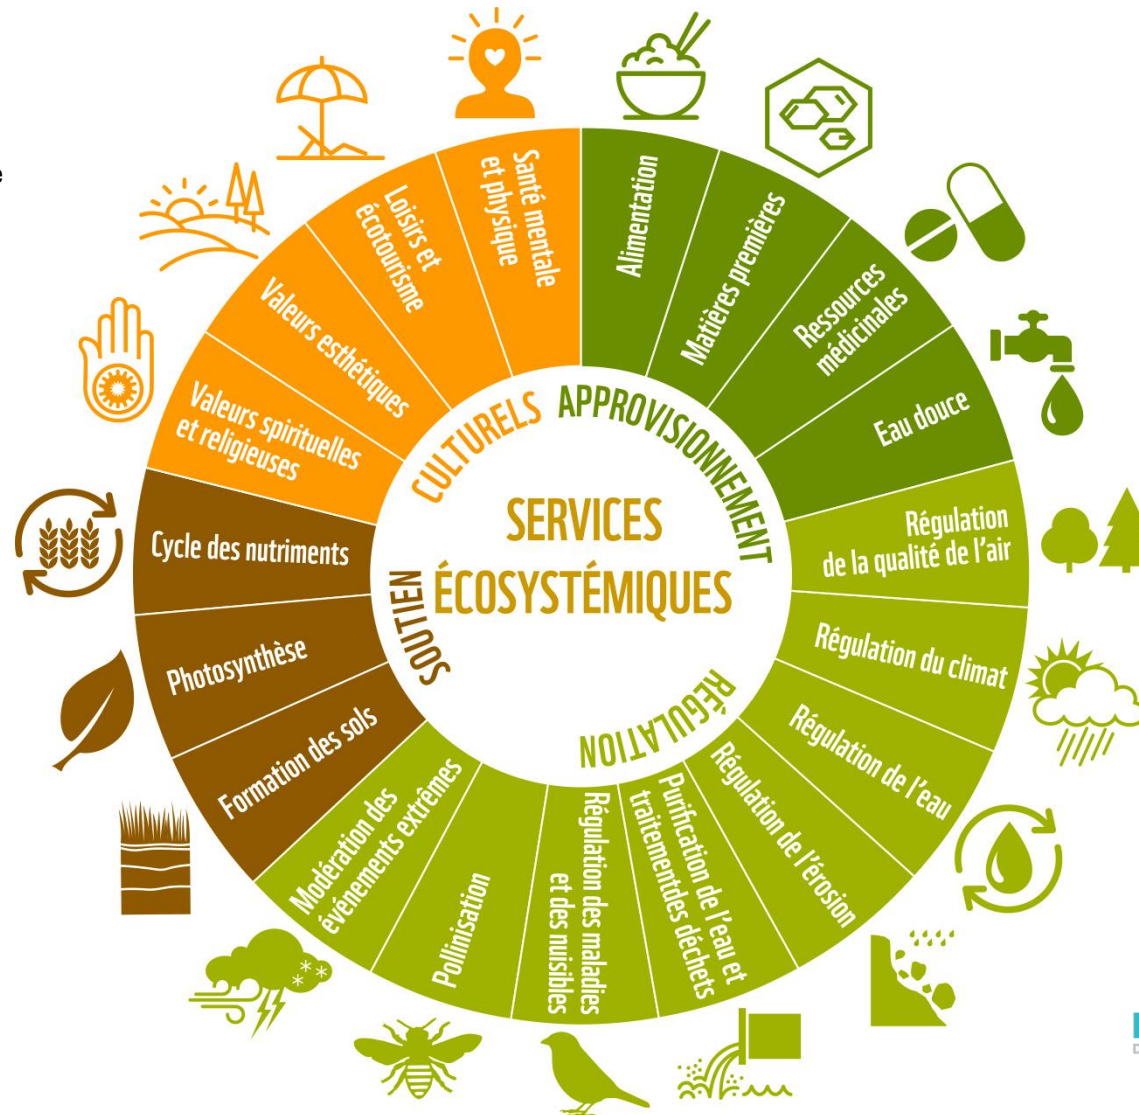 SERVICES
ÉCOSYSTÉMIQUES
APPROVISIONNEMENT
Alimentation
Matières premières
Ressources
médicinales
Eau douce
RÉGULATION
Régulation
de la qualité de l'air
Régulation du climat
Régulation de l'eau
Régulation de l'érosion
Purification de l'eau et
traitementdes déchets
Régulation des maladies
et des nuisibles
Pollinisation
Modération des
événements extrêmes
SOUTIEN
Formation des sols
Photosynthèse
Cycle des nutriments
CULTURELS
Valeurs spirituelles
et religieuses
Valeurs esthétiques
Loisirs et
écotourisme
Santé mentale
et physique